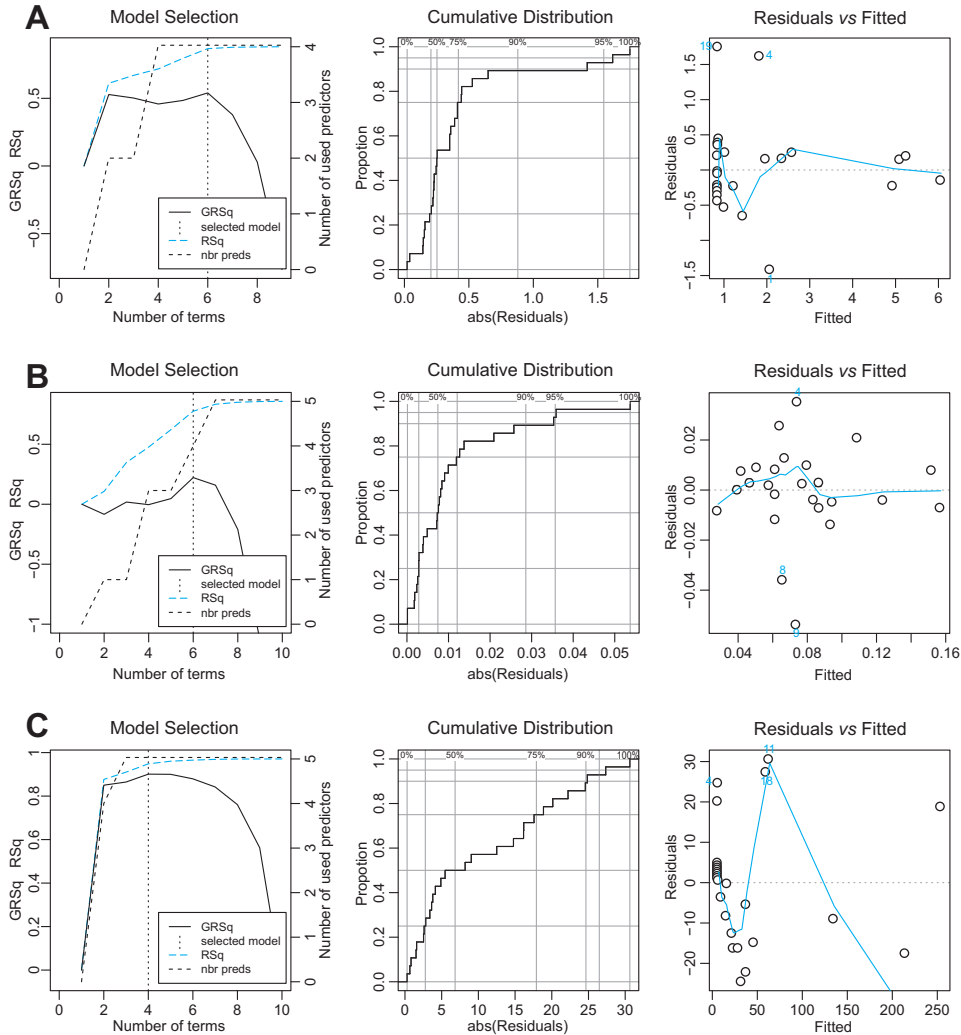 A
Model Selection
GRSq RSq
0.5
0
−0.5
0 2 4 6 8
Number of terms
4
3
2
1
0
Number of used predictors
GRSq
selected model
RSq
nbr preds
Cumulative Distribution
0% 50% 75% 90% 95% 100%
Propotion
1.0
0.8
0.6
0.4
0.2
0.0
0.0 0.5 1.0 1.5
abs(Residuals)
Residuals vs Fitted
Residuals
1.5
0.5
−0.5
−1.5
19
4
1
1 2 3 4 5 6
Fitted
B
Model Selection
GRSq RSq
0.5
0
−0.5
−1
0 2 4 6 8 10
Number of terms
5
4
3
2
1
0
Number of used predictors
GRSq
selected model
RSq
nbr preds
Cumulative Distribution
0% 50% 90% 95% 100%
Propotion
1.0
0.8
0.6
0.4
0.2
0.0
0.00 0.01 0.02 0.03 0.04 0.05
abs(Residuals)
Residuals vs Fitted
Residuals
0.02
0.00
−0.02
−0.04
4
8
9
0.04 0.08 0.12 0.16
Fitted
C
Model Selection
GRSq RSq
1
0.8
0.6
0.4
0.2
0
0 2 4 6 8 10
Number of terms
5
4
3
2
1
0
Number of used predictors
GRSq
selected model
RSq
nbr preds
Cumulative Distribution
0% 50% 75% 90% 100%
Propotion
1.0
0.8
0.6
0.4
0.2
0.0
0 5 10 15 20 25 30
abs(Residuals)
Residuals vs Fitted
Residuals
30
20
10
0
−10
−20
11
4
0 50 100 150 200 250
Fitted